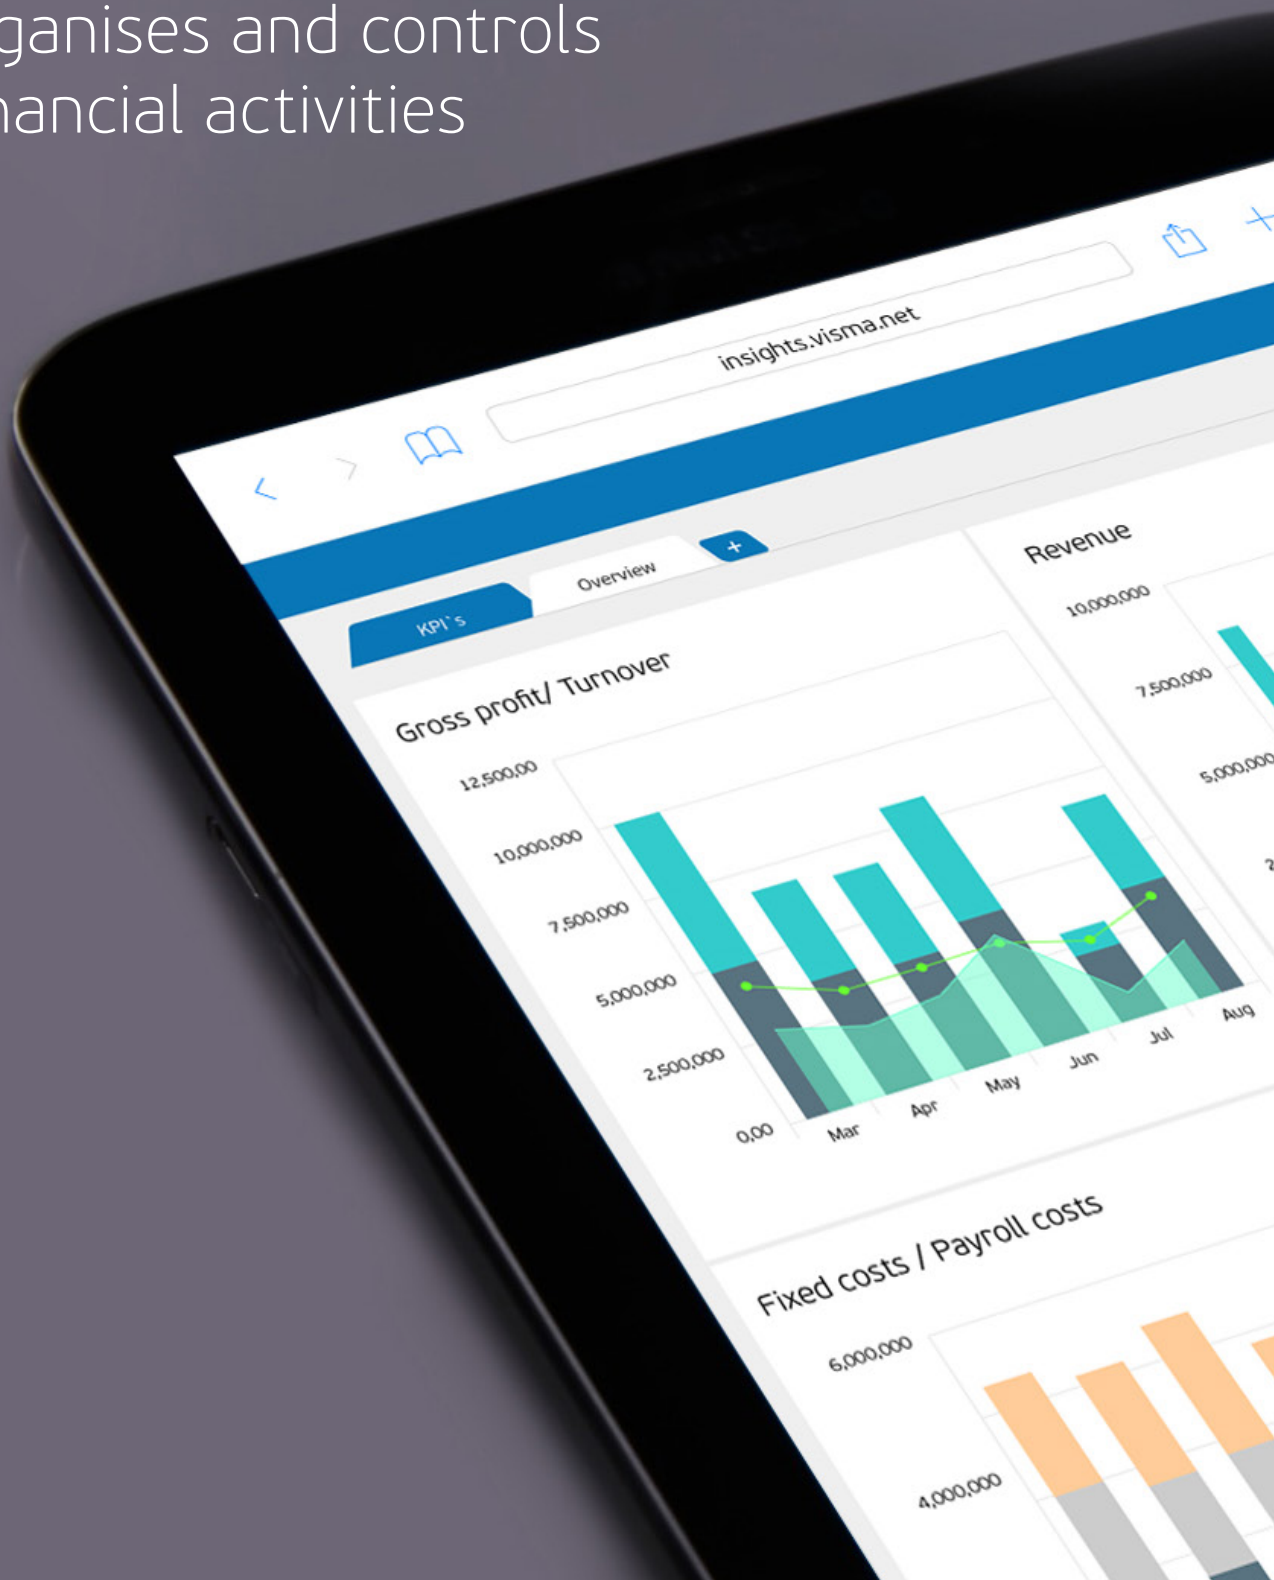 ganises and controls
nancial activities
insights.visma.net
KPI`s
Overview
+
Gross profit/ Turnover
12,500,00
10,000,000
7,500,000
5,000,000
2,500,000
0,00
Mar
Apr
May
Jun
Jul
Aug
Revenue
10,000,000
7,500,000
5,000,000
2
Fixed costs / Payroll costs
6,000,000
4,000,000